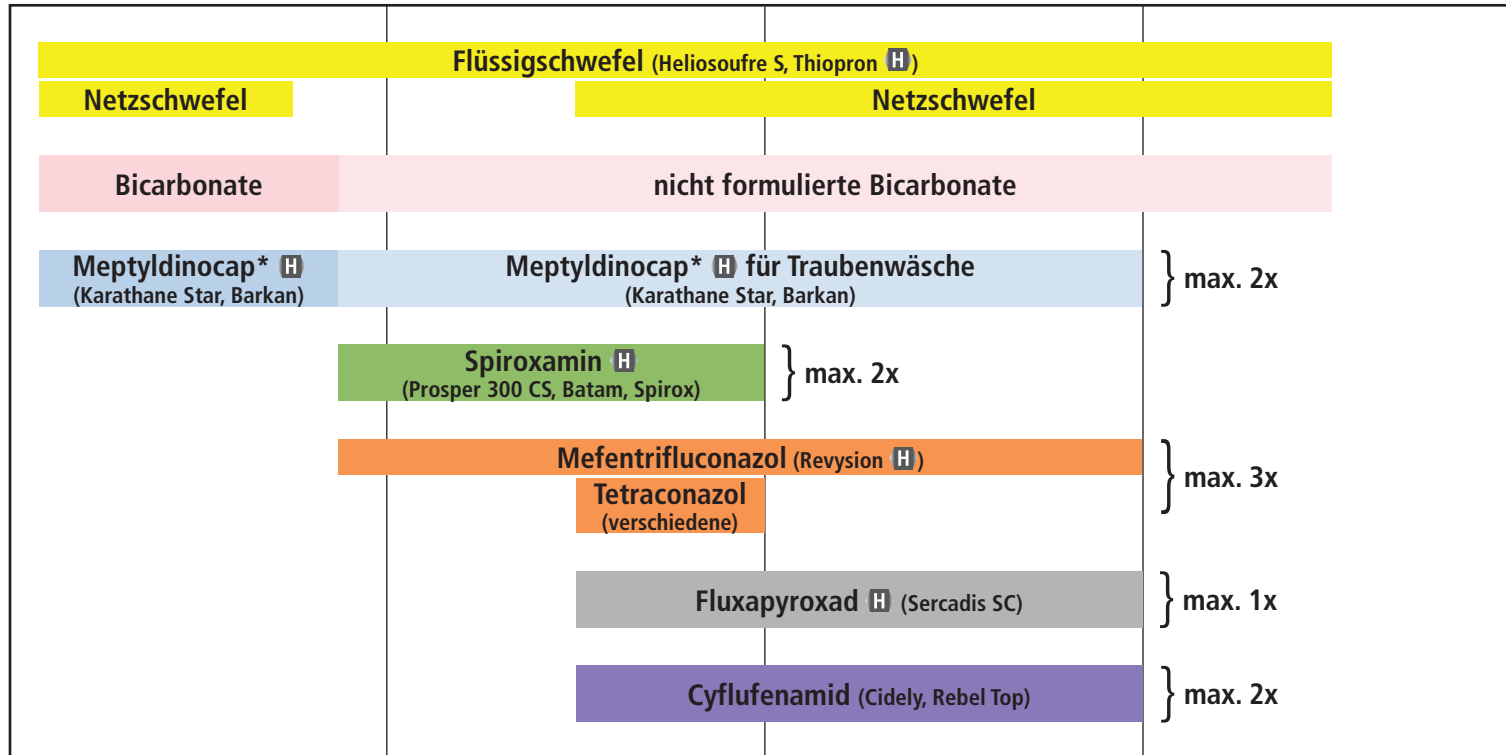 Flüssigschwefel (Heliosoufre S, Thiopron H)
Netzschwefel
Netzschwefel
Bicarbonate
nicht formulierte Bicarbonate
Meptyldinocap* H
(Karathane Star, Barkan)
Meptyldinocap* H für Traubenwäsche
(Karathane Star, Barkan)
} max. 2x
Spiroxamin H
(Prosper 300 CS, Batam, Spirox)
} max. 2x
Mefentrifluconazol (Revysion H)
Tetraconazol
(verschiedene)
} max. 3x
Fluxapyroxad H (Sercadis SC)
} max. 1x
Cyflufenamid (Cidely, Rebel Top)
} max. 2x